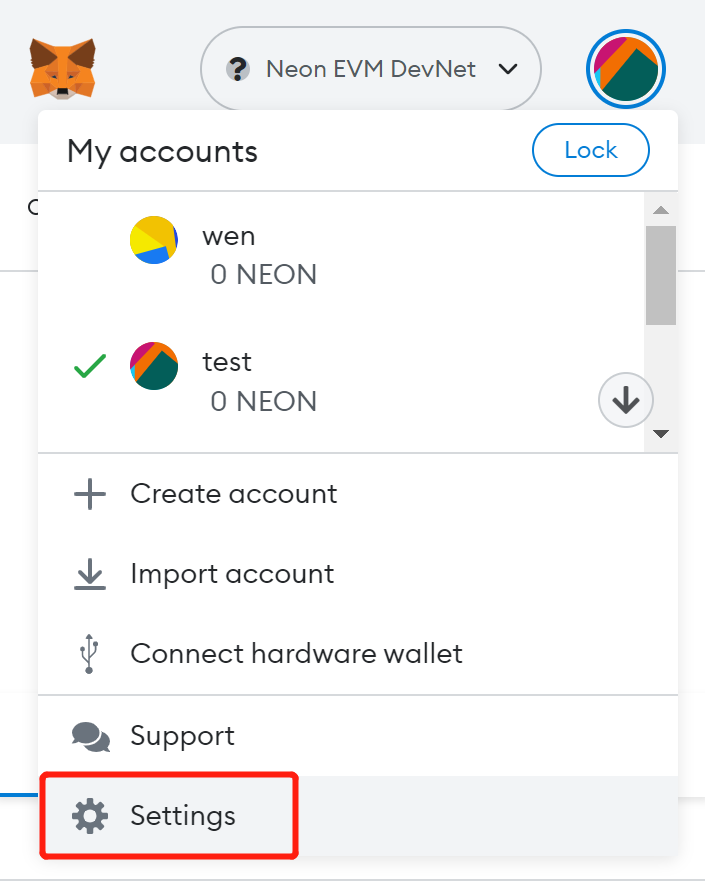 Neon EVM DevNet
My accounts
Lock
wen
0 NEON
test
0 NEON
Create account
Import account
Connect hardware wallet
Support
Settings